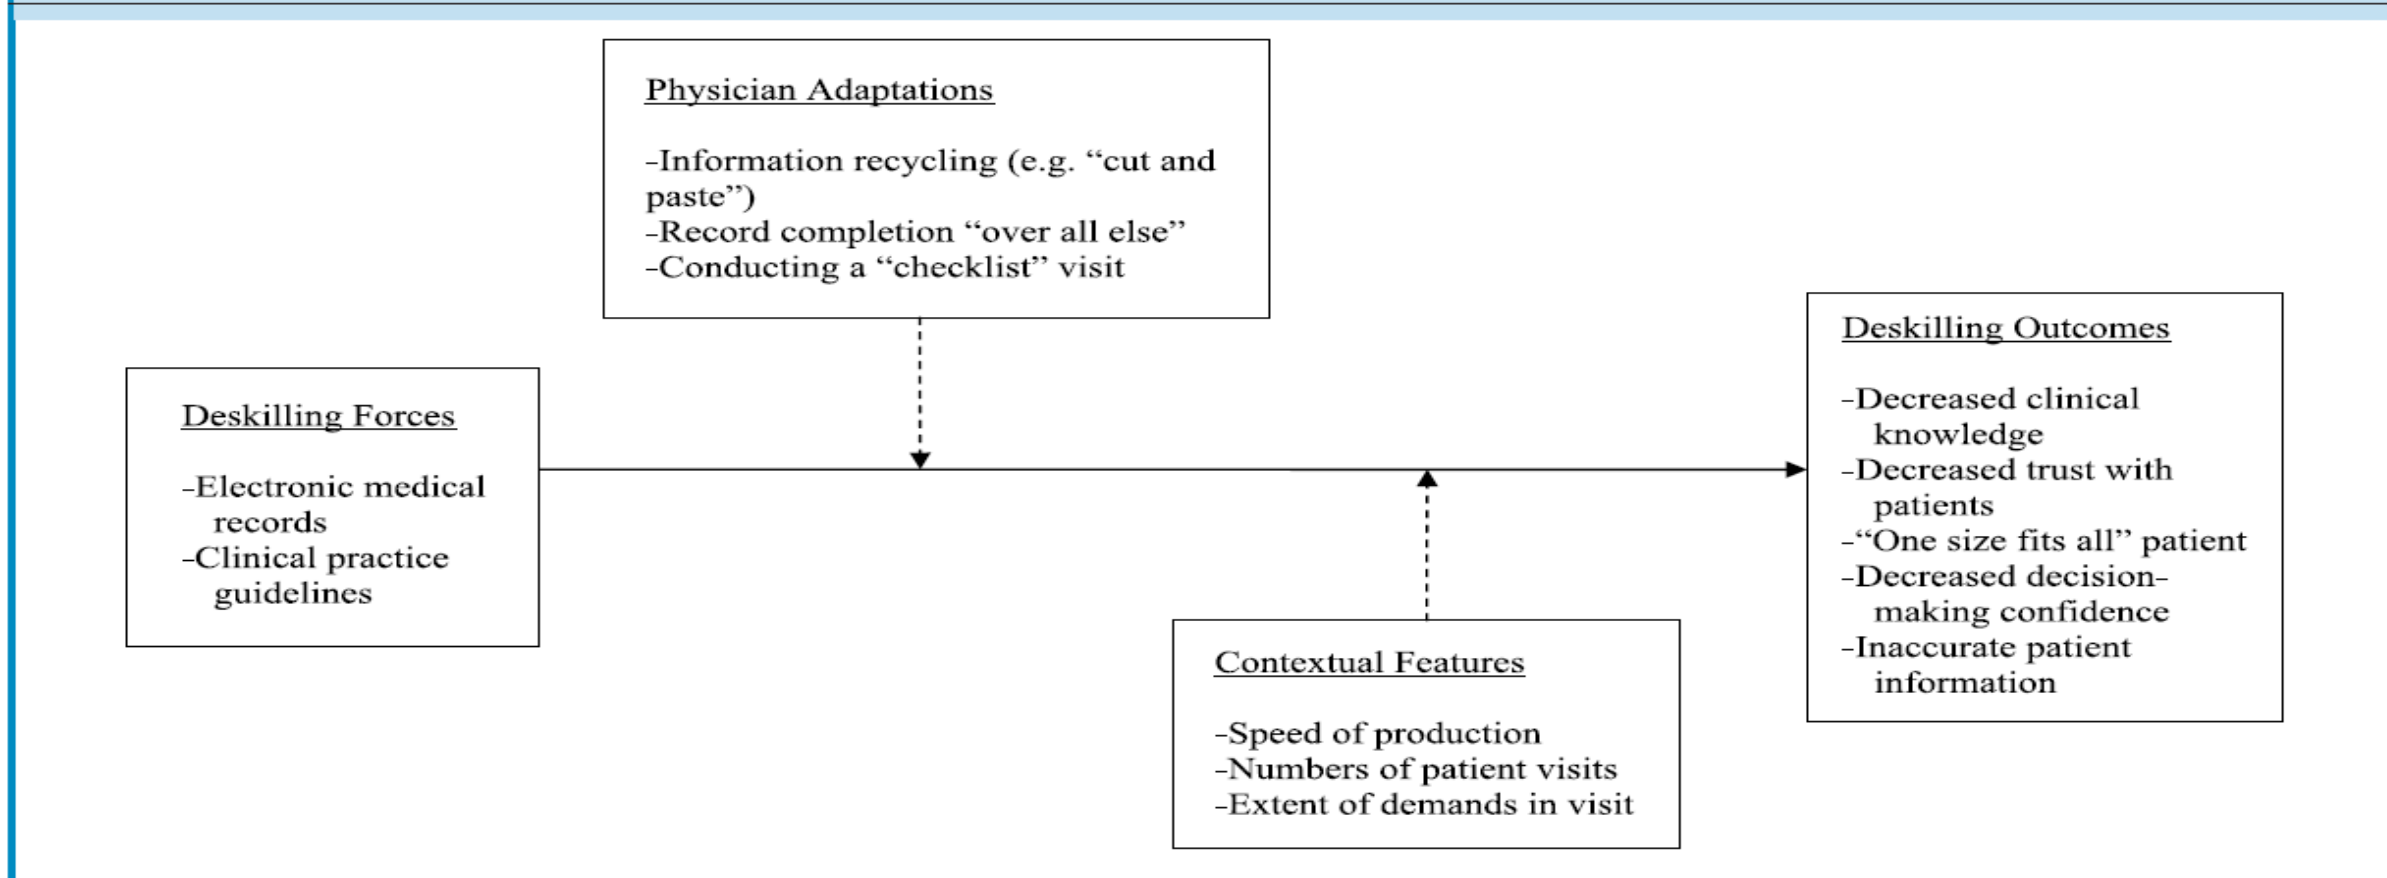 Physician Adaptations
-Information recycling (e.g. “cut and
paste”)
-Record completion “over all else”
-Conducting a “checklist” visit
Deskilling Forces
-Electronic medical
records
-Clinical practice
guidelines
Deskilling Outcomes
-Decreased clinical
knowledge
-Decreased trust with
patients
-“One size fits all” patient
-Decreased decision-
making confidence
-Inaccurate patient
information
Contextual Features
-Speed of production
-Numbers of patient visits
-Extent of demands in visit